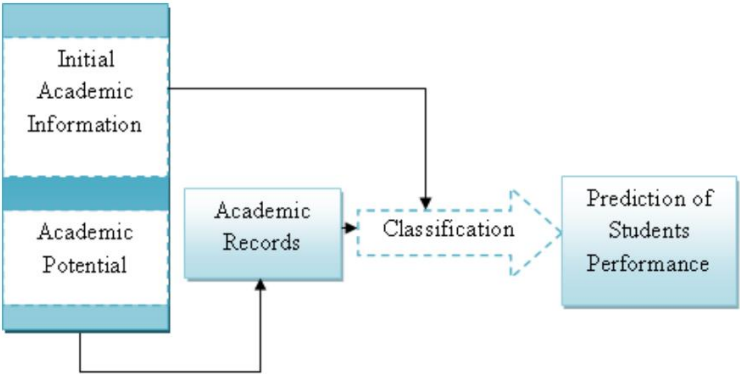 Initial
Academic
Information
Academic
Potential
Academic
Records
Classification
Prediction of
Students
Performance